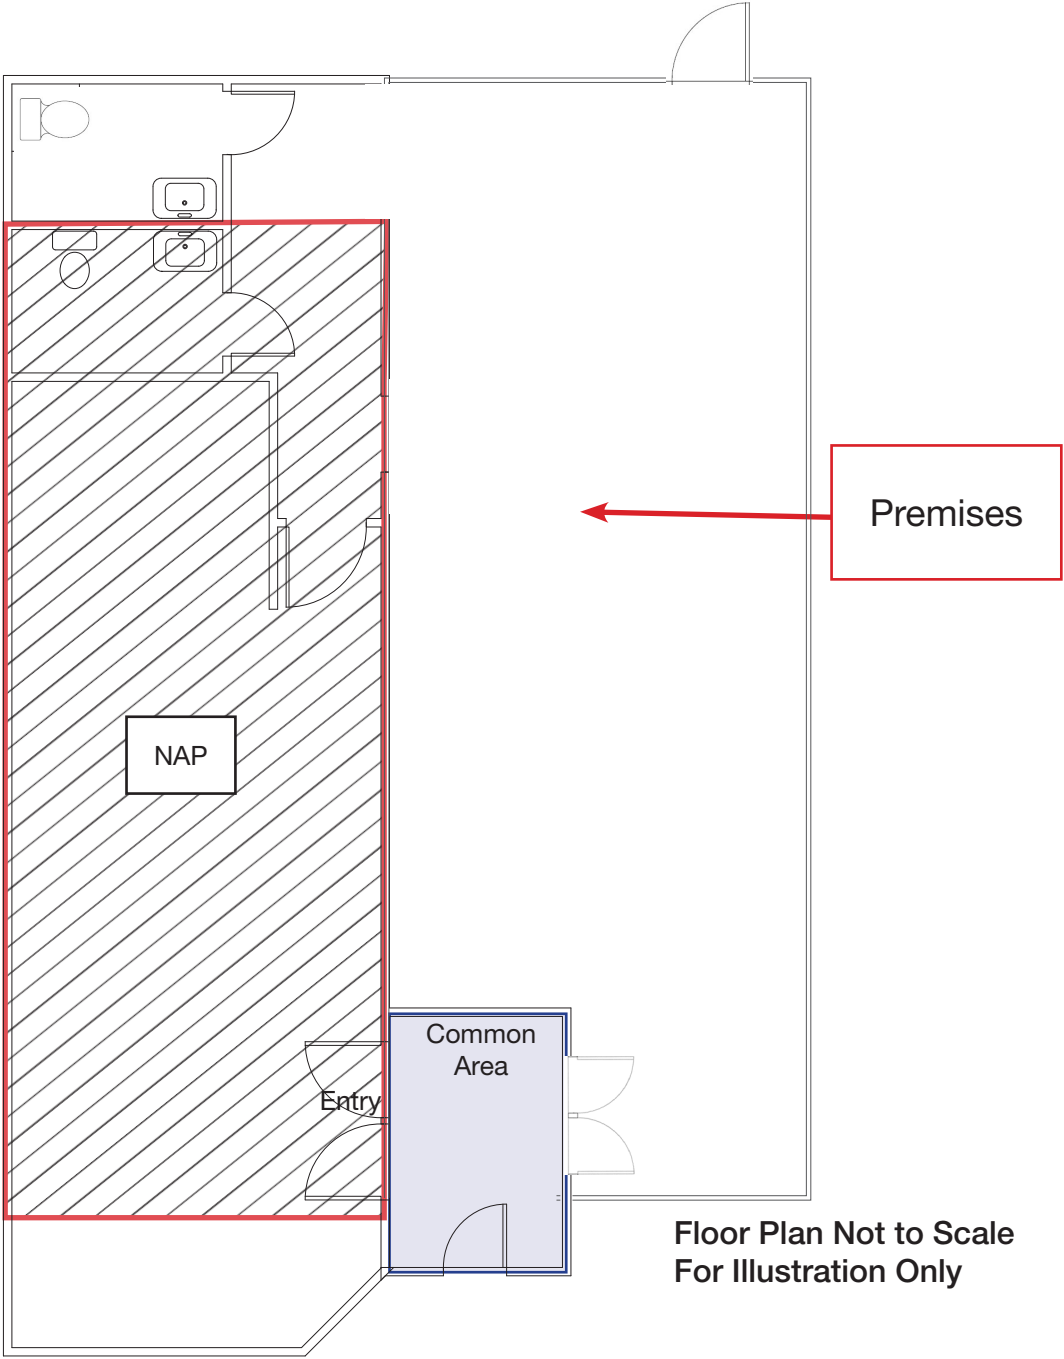 Premises
NAP
Common
Area
Entry
Floor Plan Not to Scale
For Illustration Only